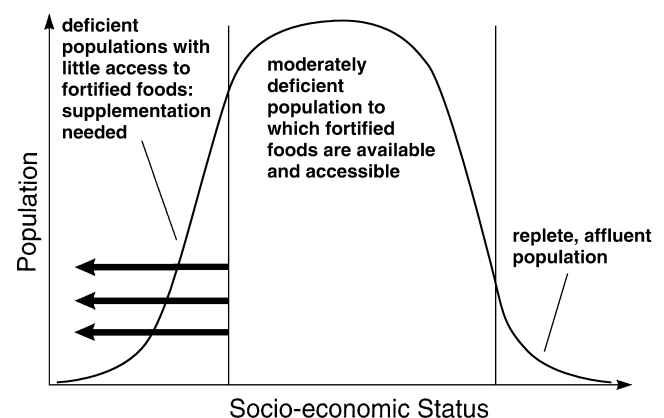 deficient
populations with
little access to
fortified foods:
supplementation
needed
moderately
deficient
population to
which fortified
foods are available
and accessible
replete, affluent
population
Population
Socio-economic Status